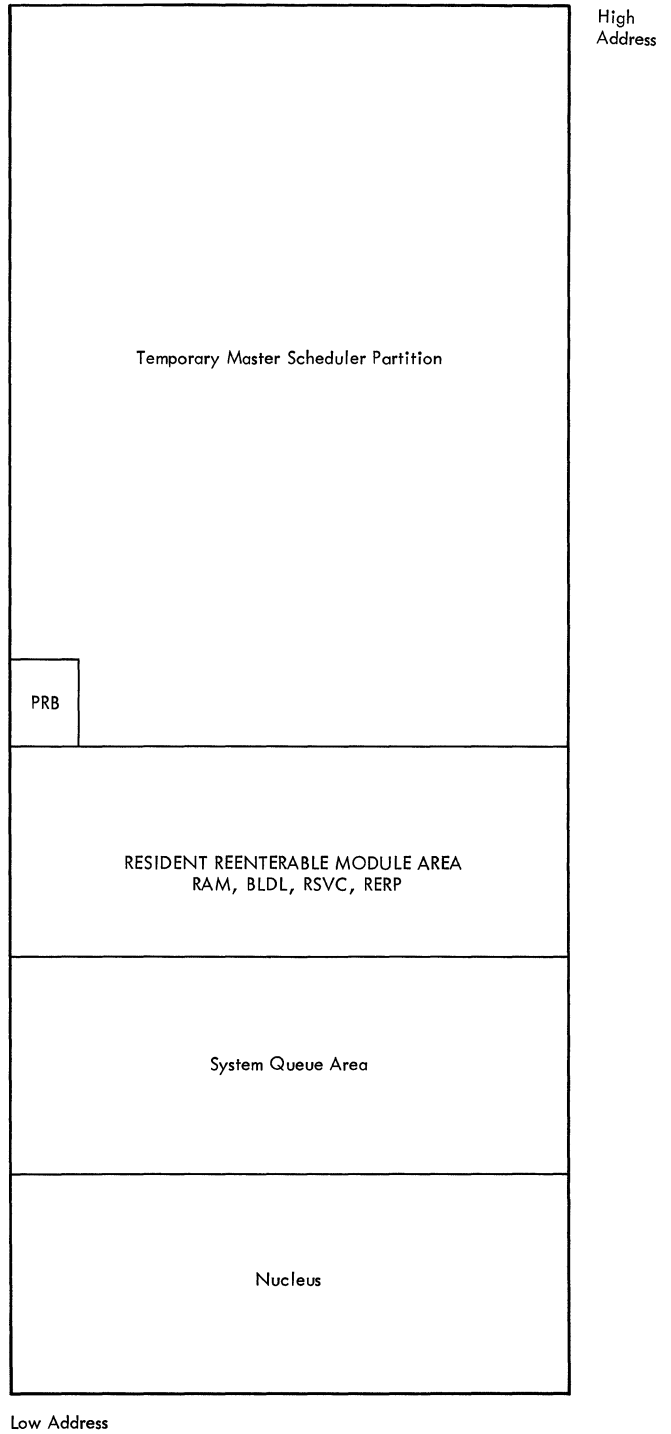 High
Address
Temporary Master Scheduler Partition
PRB
RESIDENT REENTERABLE MODULE AREA
RAM, BLDL, RSVC, RERP
System Queue Area
Nucleus
Low Address